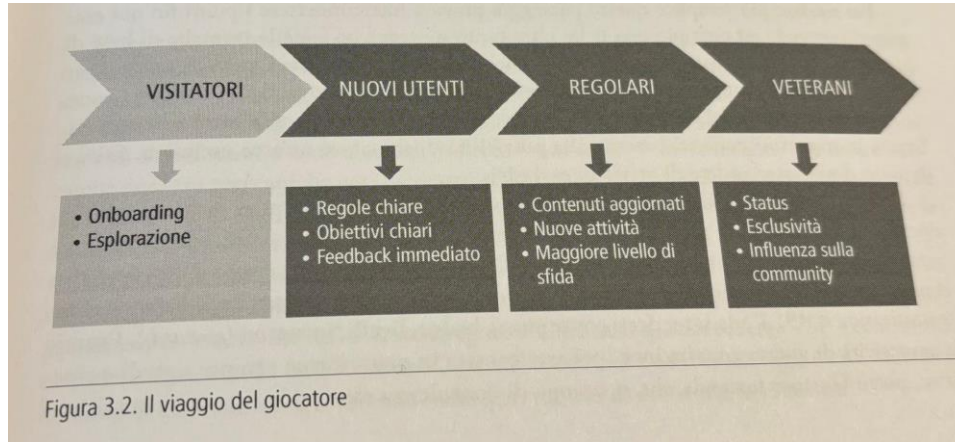 VISITATORI
NUOVI UTENTI
REGOLARI
VETERANI
• Onboarding
• Esplorazione
• Regole chiare
• Obiettivi chiari
• Feedback immediato
• Contenuti aggiornati
• Nuove attività
• Maggiore livello di
sfida
• Status
• Esclusività
• Influenza sulla
community
Figura 3.2. Il viaggio del giocatore